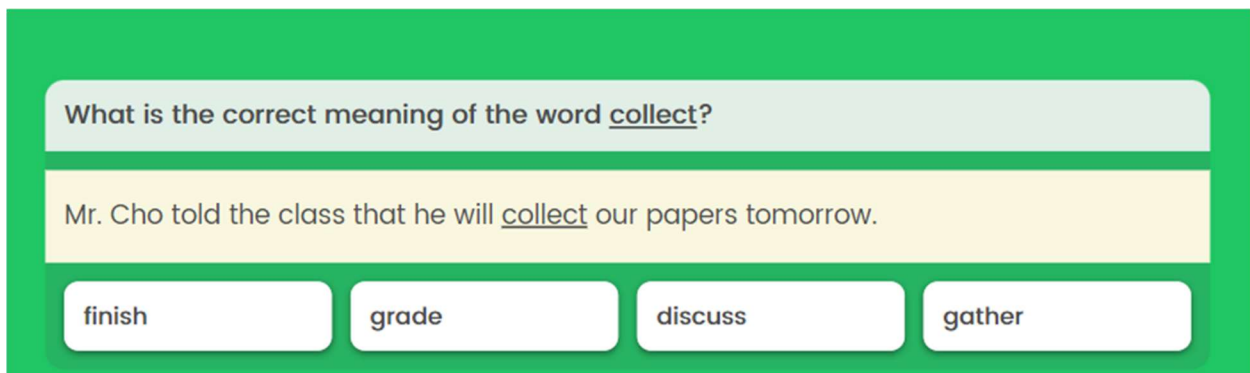 What is the correct meaning of the word collect?
Mr. Cho told the class that he will collect our papers tomorrow.
finish
grade
discuss
gather